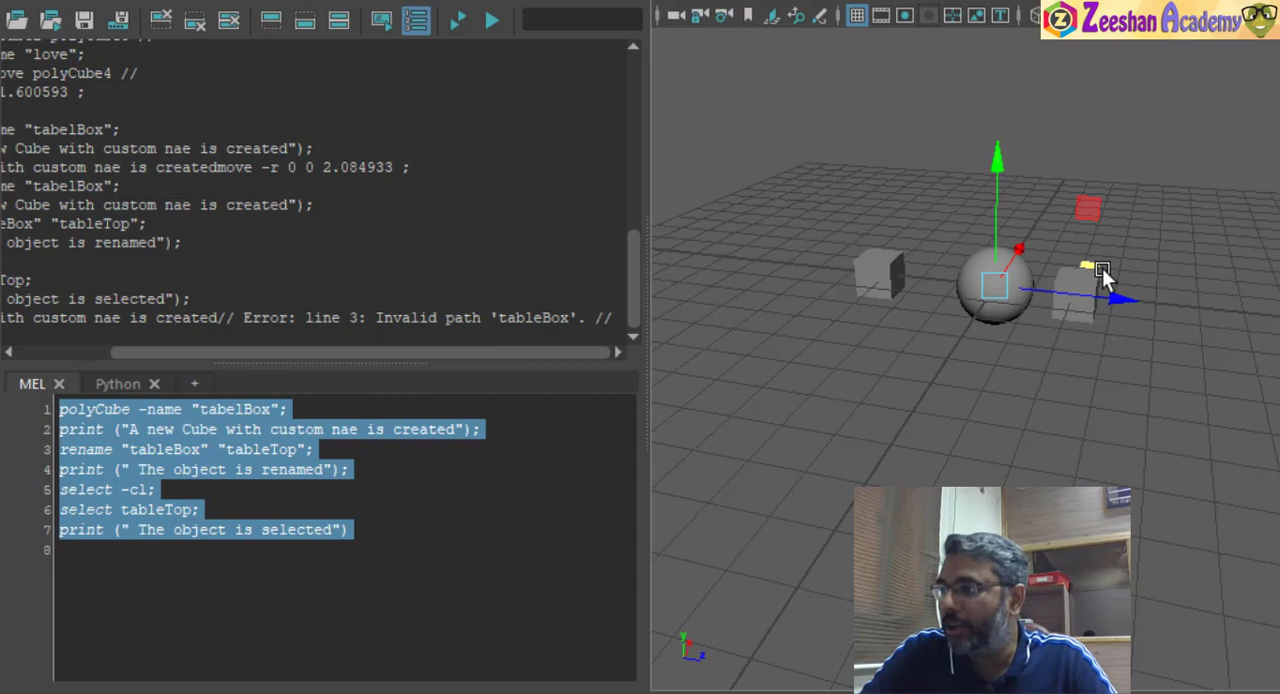 Zeeshan Academy
me "love";
ove polyCube4 //
1.600593 ;
me "tabelBox";
w Cube with custom nae is created");
ith custom nae is createdmove -r 0 0 2.084933 ;
me "tabelBox";
w Cube with custom nae is created");
eBox" "tableTop";
object is renamed");
Top;
object is selected");
ith custom nae is created// Error: line 3: Invalid path 'tableBox'. //
MEL
Python
1 polyCube -name "tabelBox";
2 print ("A new Cube with custom nae is created");
3 rename "tableBox" "tableTop";
4 print (" The object is renamed");
5 select -cl;
6 select tableTop;
7 print (" The object is selected")
8
y
z